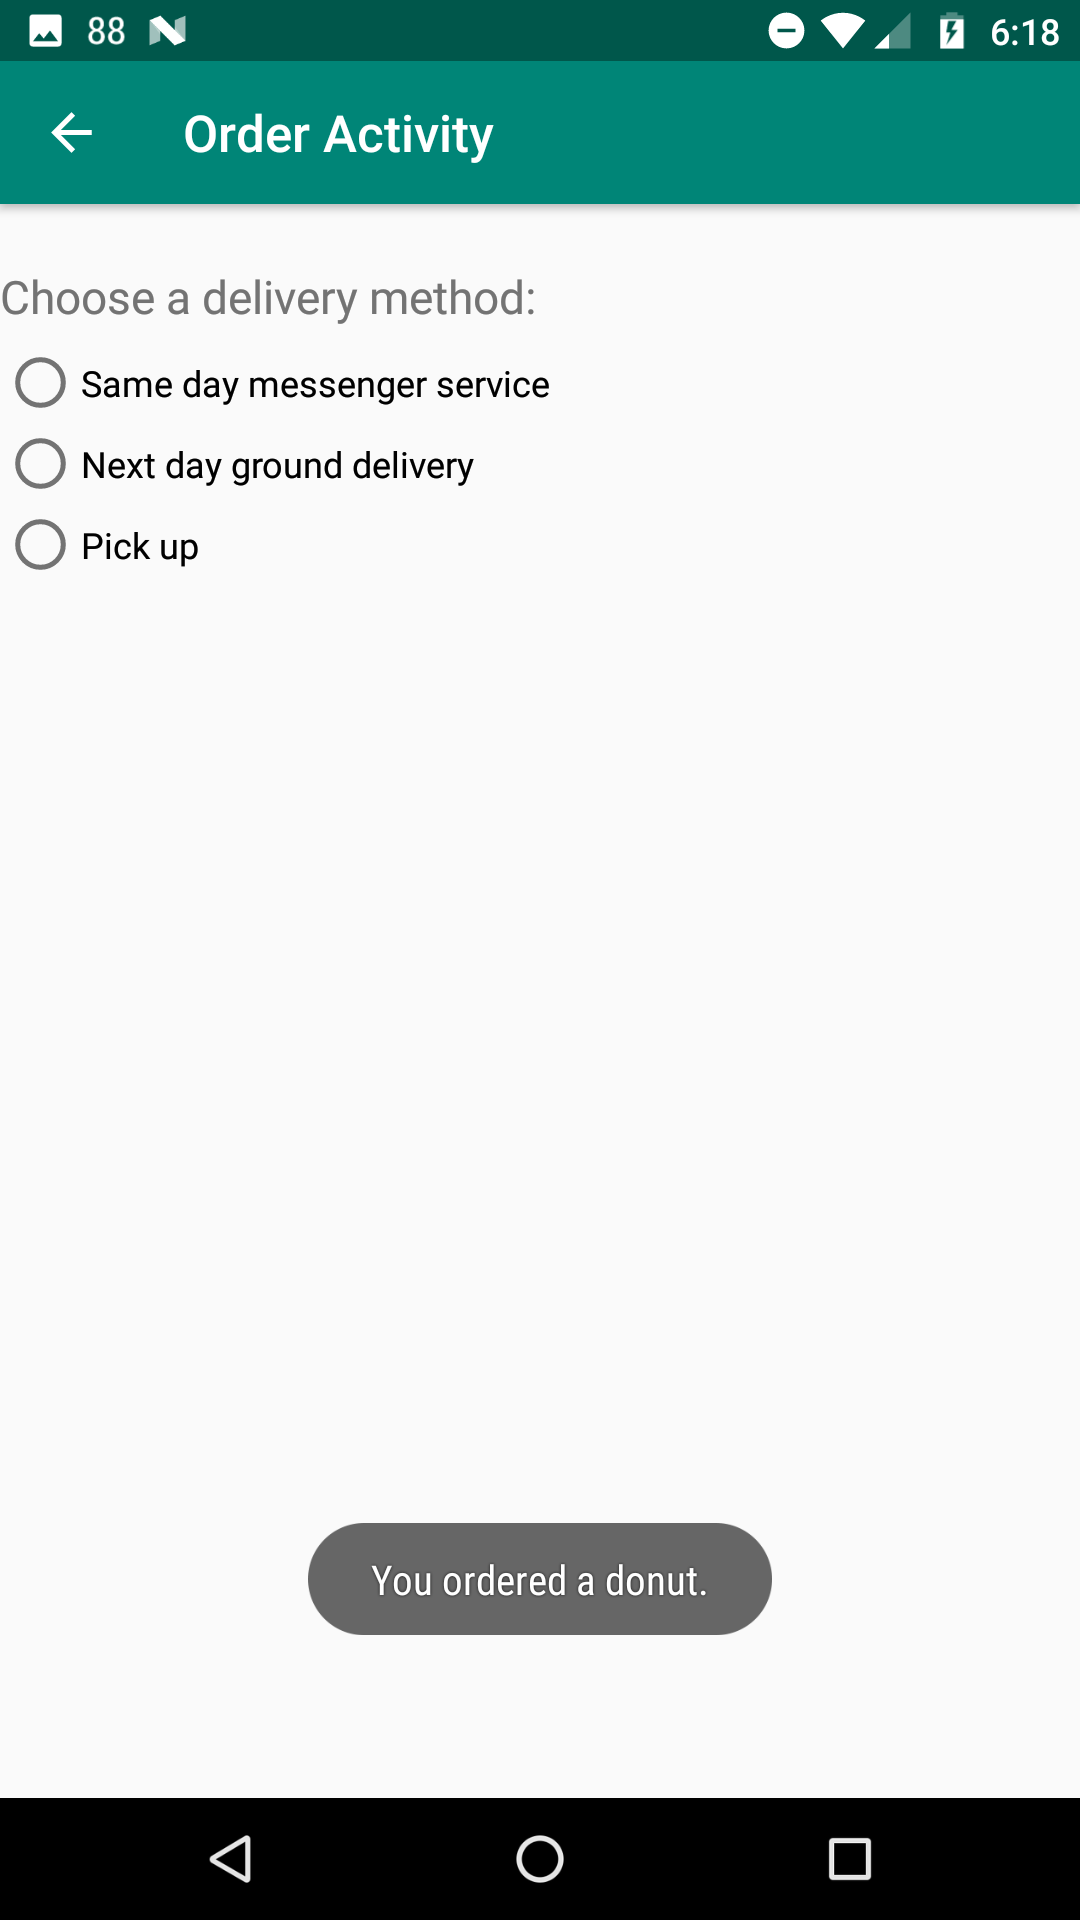 88 6:18
Order Activity
Choose a delivery method:
Same day messenger service
Next day ground delivery
Pick up
You ordered a donut.